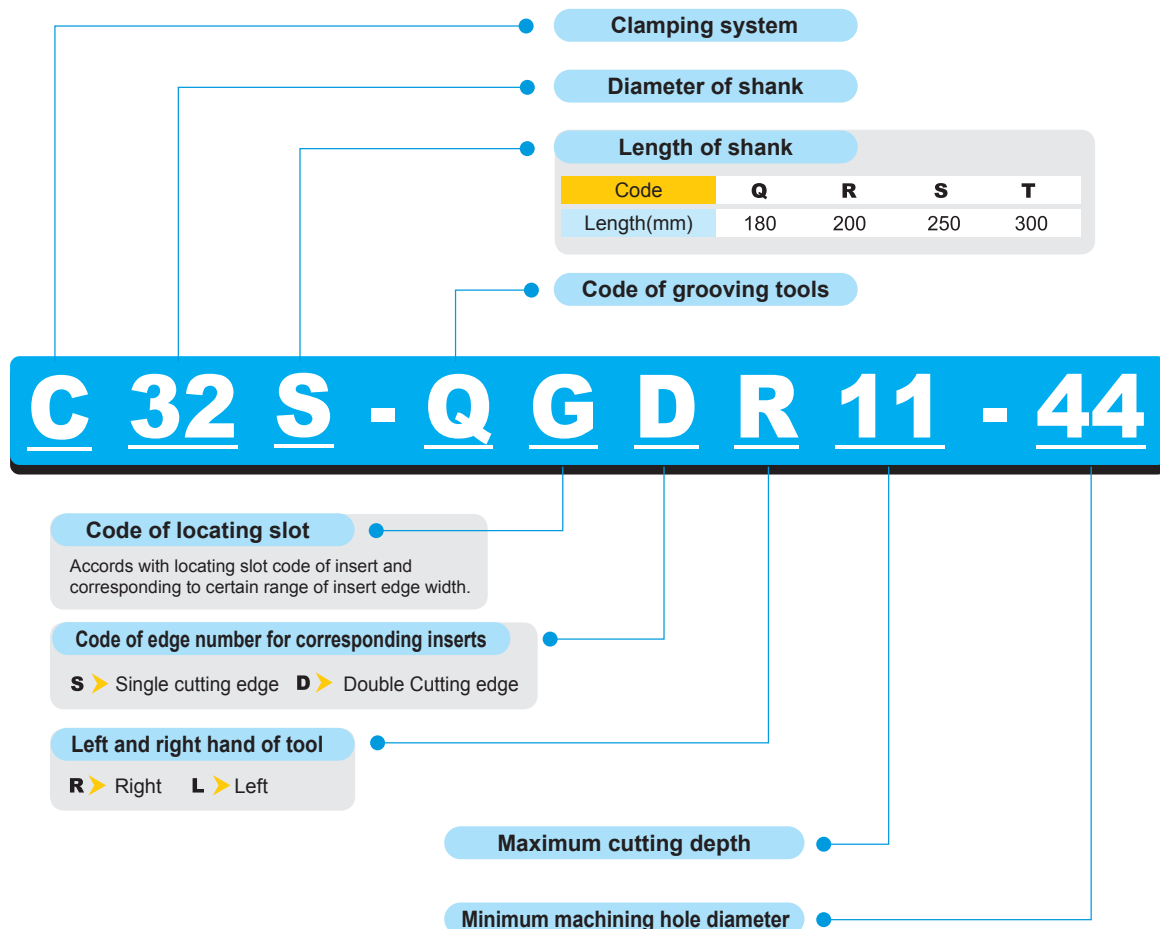 Clamping system
Diameter of shank
Length of shank
Code Q R S T
Length(mm) 180 200 250 300
Code of grooving tools
C 32 S - Q G D R 11 - 44
Code of locating slot
Accords with locating slot code of insert and
corresponding to certain range of insert edge width.
Code of edge number for corresponding inserts
S Single cutting edge D Double Cutting edge
Left and right hand of tool
R Right L Left
Maximum cutting depth
Minimum machining hole diameter